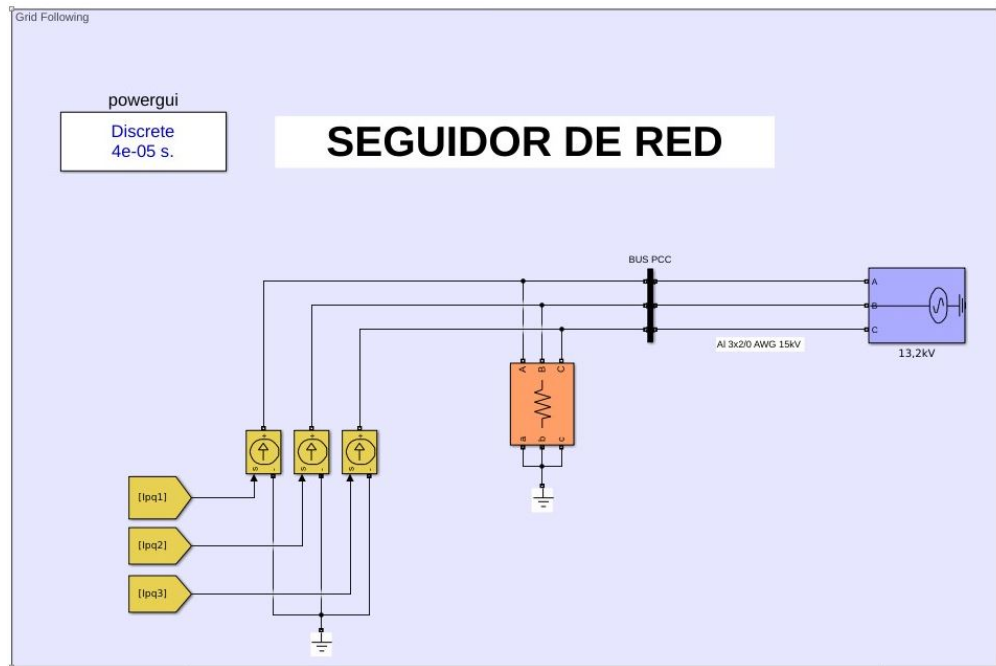 Grid Following
powergui
Discrete
4e-05 s.
SEGUIDOR DE RED
BUS PCC
A
B
C
Al 3x2/0 AWG 15kV
13,2kV
A B C
a b c
+ + +
s - s - s -
[Ipq1]
[Ipq2]
[Ipq3]